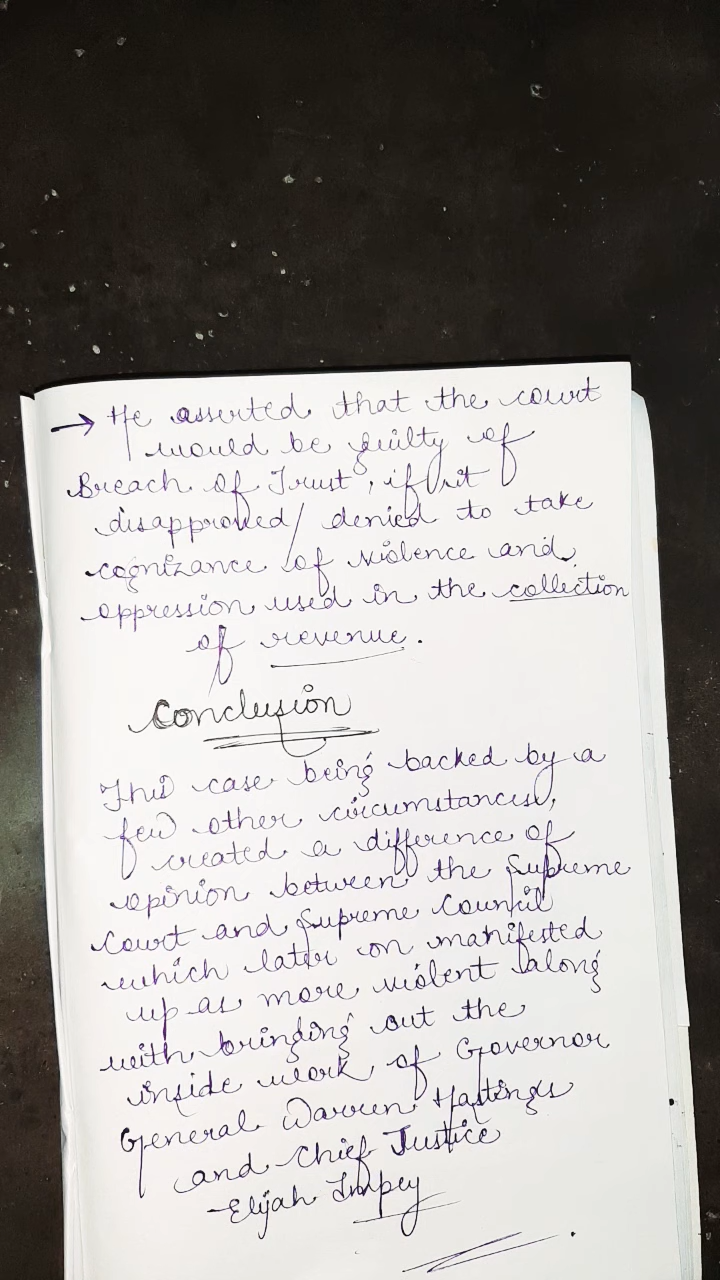 → He asserted that the court
would be guilty of
Breach of Trust, if it
disapproved/ denied to take
cognizance of violence and
oppression used in the collection
of revenue.
Conclusion
This case being backed by a
few other circumstances,
created a difference of
opinion between the Supreme
Court and Supreme Council
which later on manifested
up as more violent along
with bringing out the
inside work of Governor
General Warren Hastings
and Chief Justice
Elijah Impey